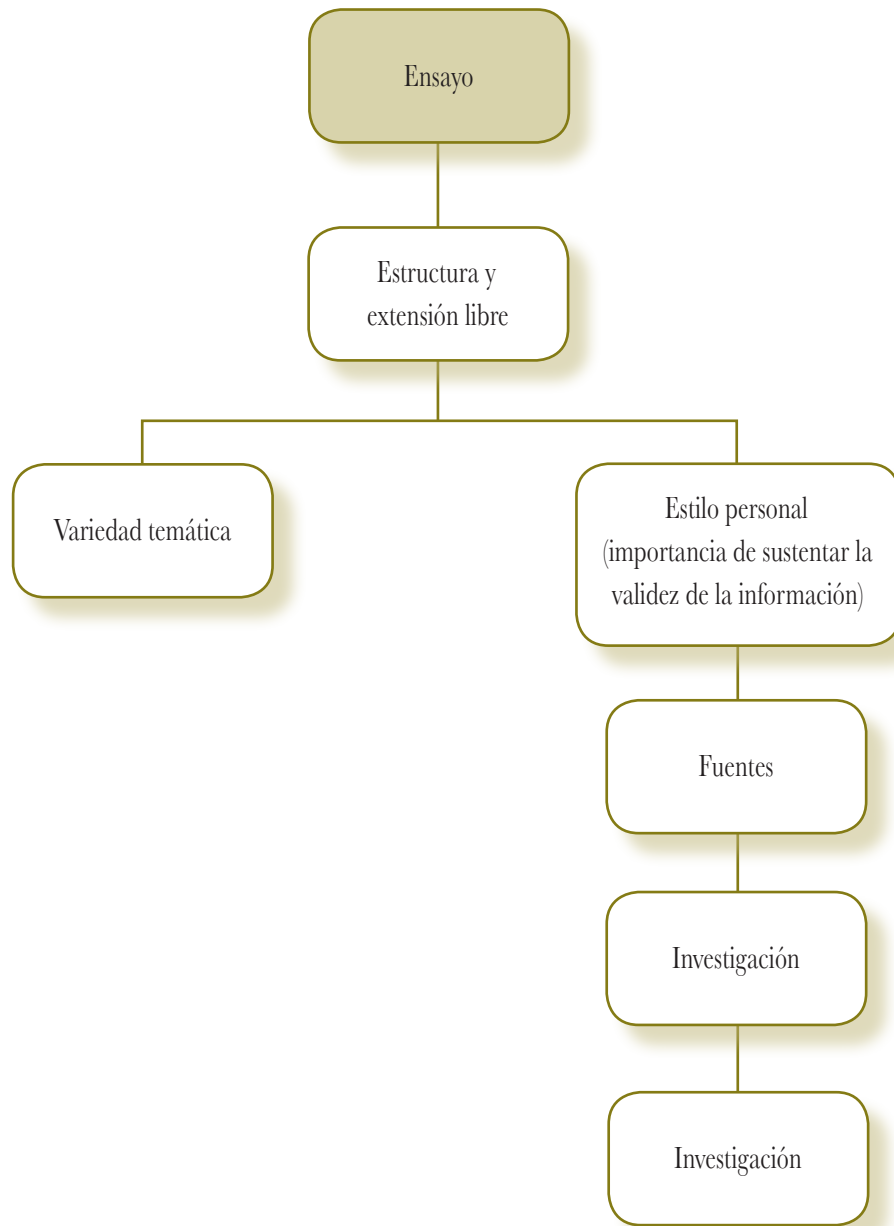 Ensayo
Estructura y
extensión libre
Variedad temática
Estilo personal
(importancia de sustentar la
validez de la información)
Fuentes
Investigación
Investigación